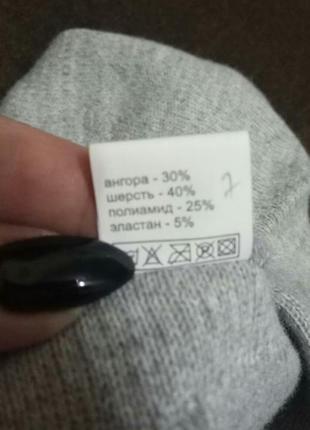 ангора - 30%
шерсть - 40%
полиамид - 25%
эластан - 5%